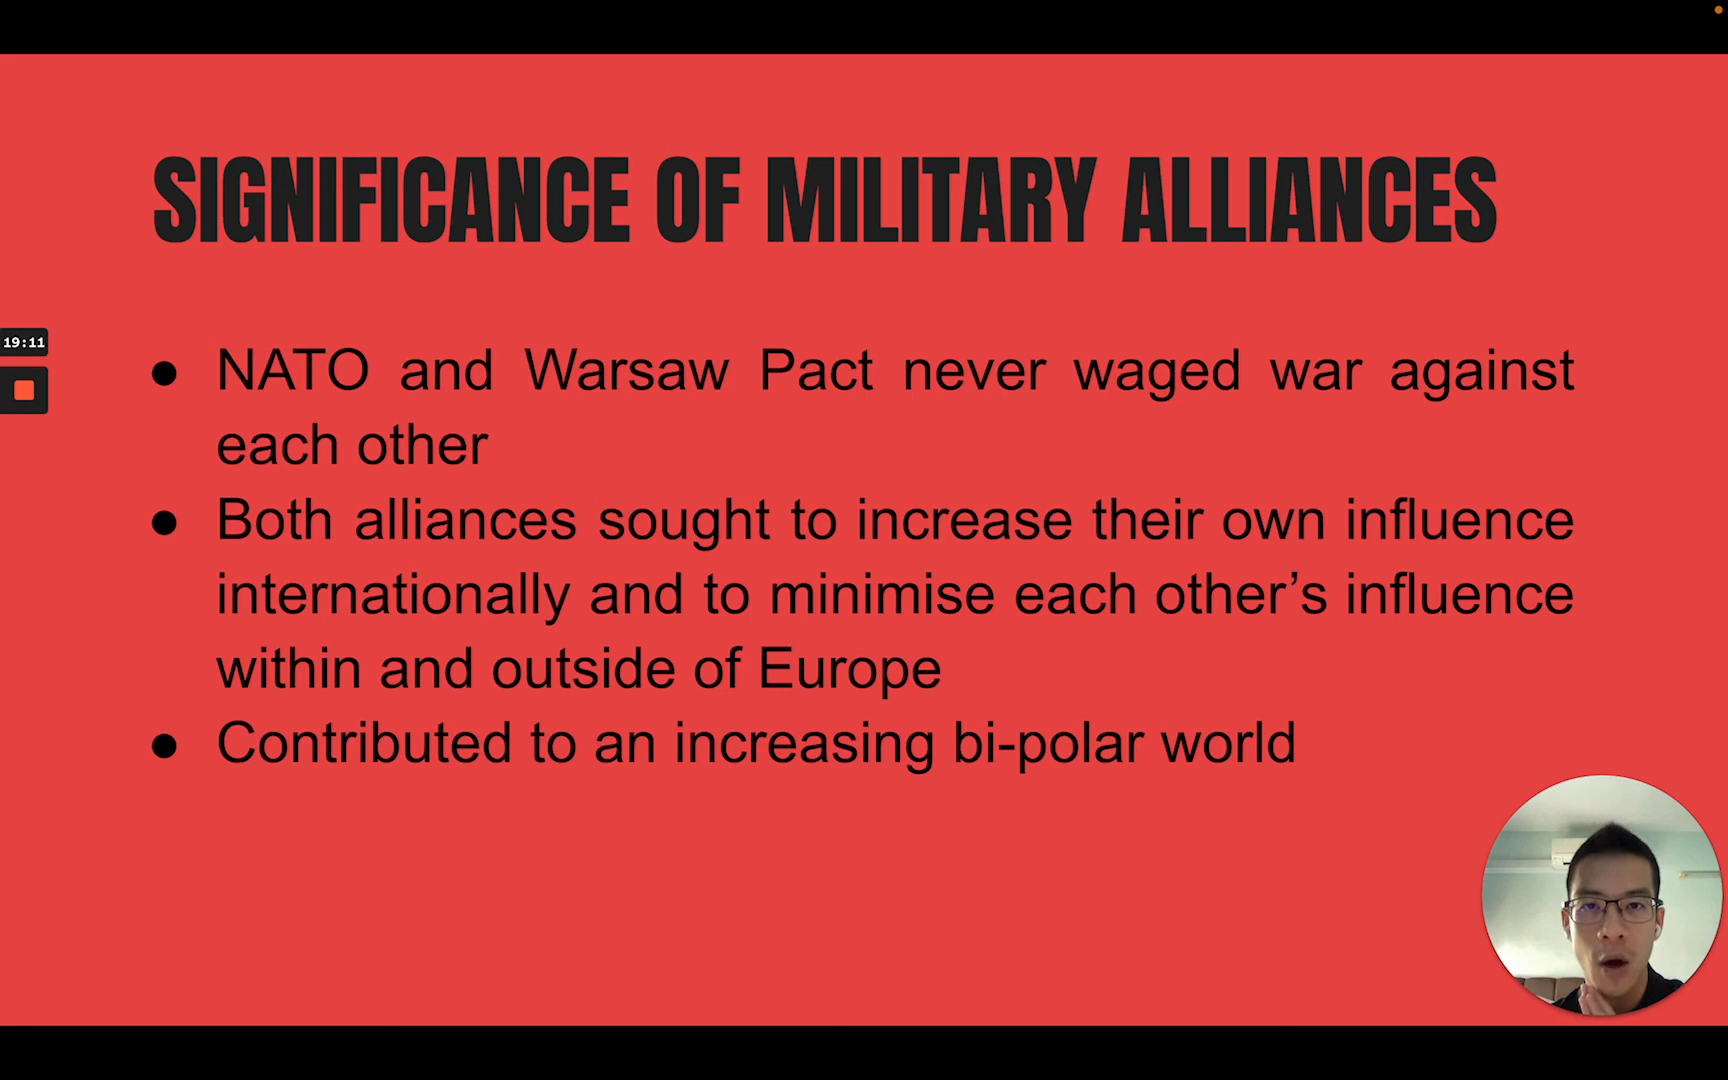 SIGNIFICANCE OF MILITARY ALLIANCES
19:11
● NATO and Warsaw Pact never waged war against
each other
● Both alliances sought to increase their own influence
internationally and to minimise each other’s influence
within and outside of Europe
● Contributed to an increasing bi-polar world